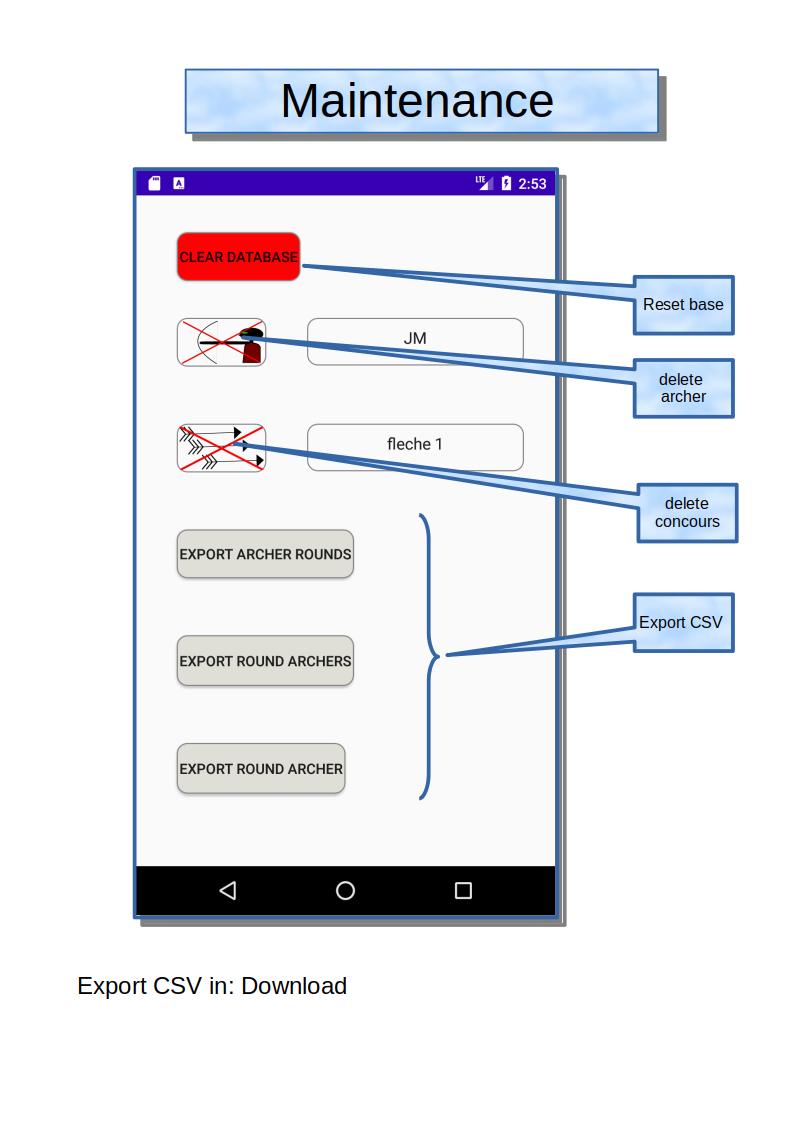 Maintenance
LTE
2:53
A
CLEAR DATABASE
Reset base
JM
delete
archer
fleche 1
delete
concours
EXPORT ARCHER ROUNDS
Export CSV
EXPORT ROUND ARCHERS
EXPORT ROUND ARCHER
Export CSV in: Download